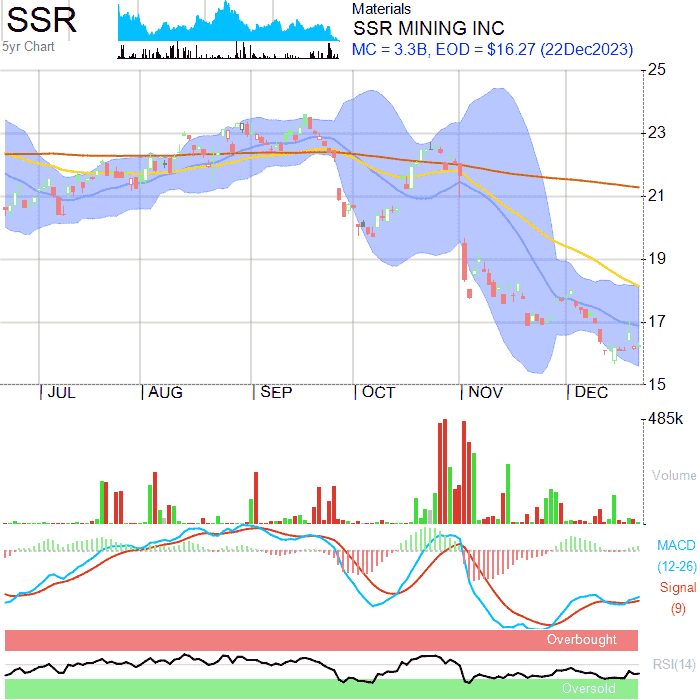 SSR
5yr Chart
Materials
SSR MINING INC
MC = 3.3B, EOD = $16.27 (22Dec2023)
25
23
21
19
17
15
JUL
AUG
SEP
OCT
NOV
DEC
485k
Volume
MACD
(12-26)
Signal
(9)
Overbought
RSI(14)
Oversold